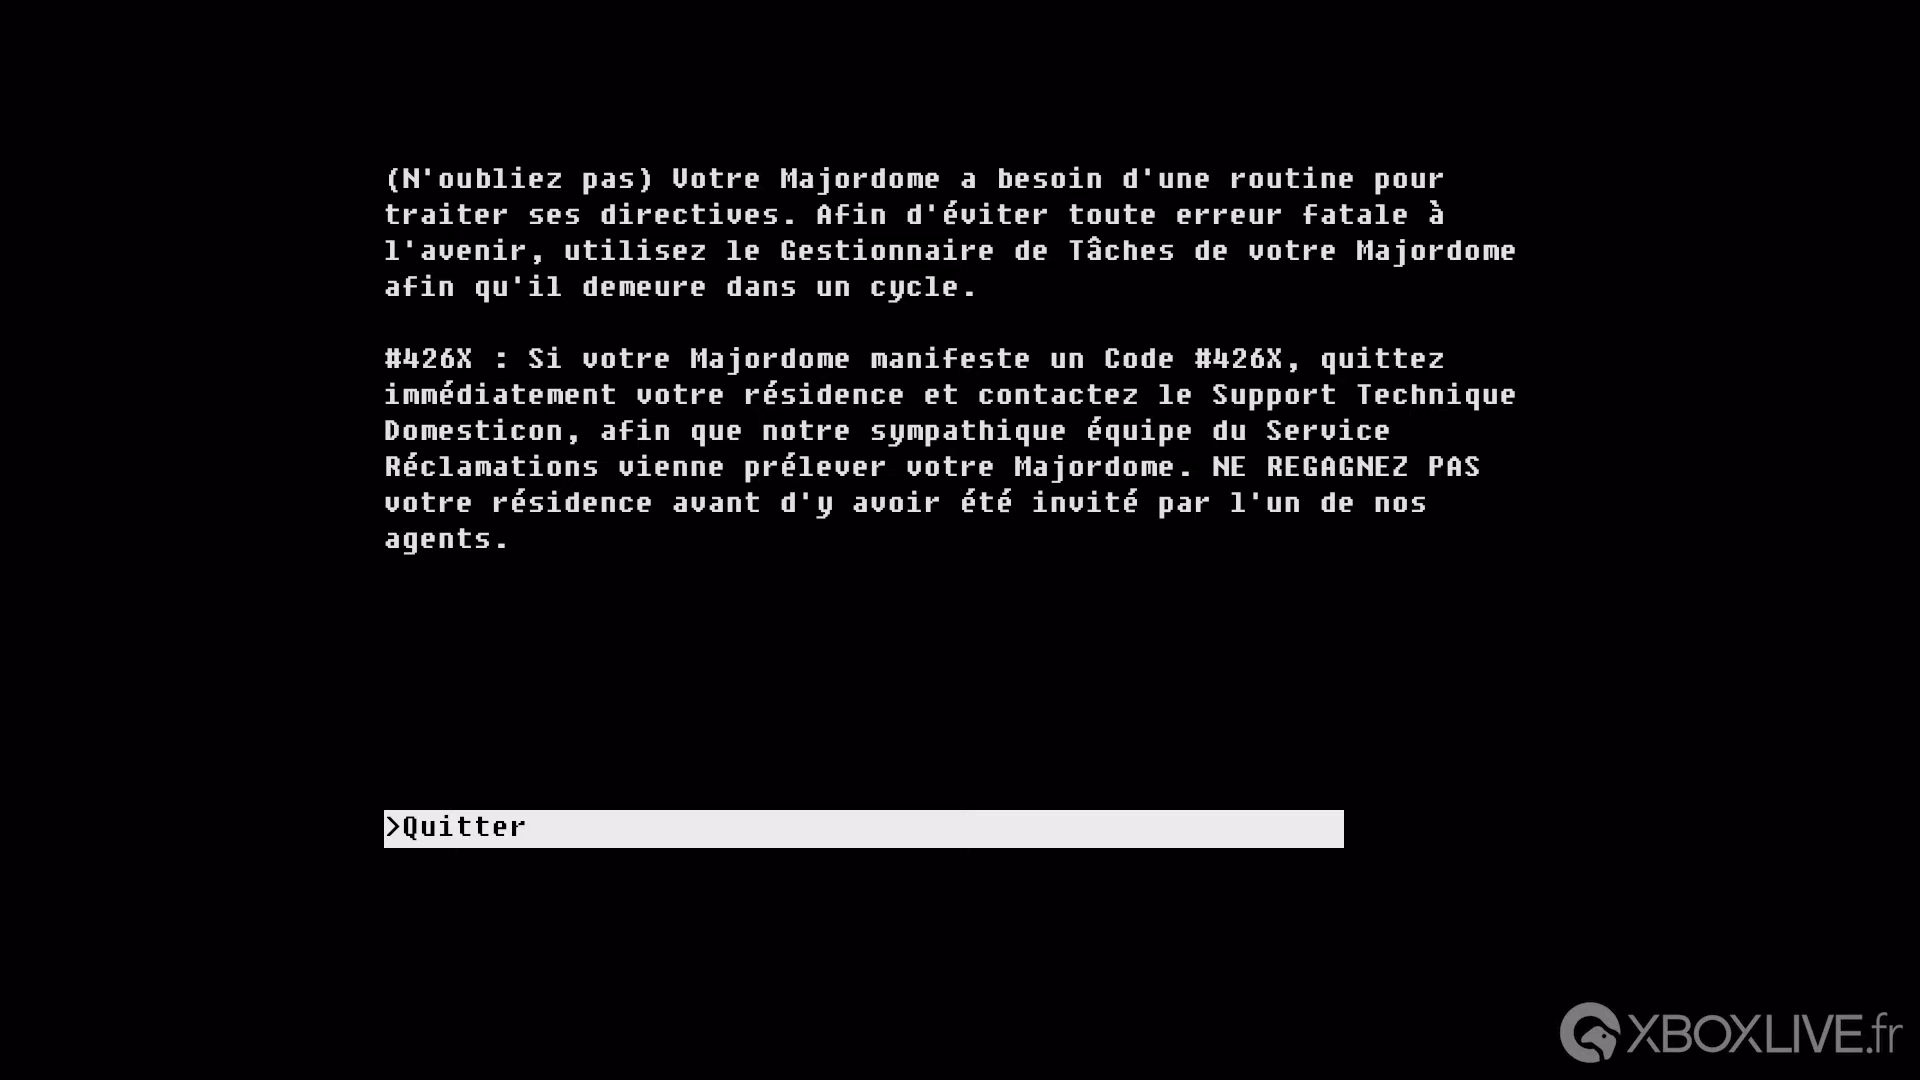 (N'oubliez pas) Votre Majordome a besoin d'une routine pour
traiter ses directives. Afin d'éviter toute erreur fatale à
l'avenir, utilisez le Gestionnaire de Tâches de votre Majordome
afin qu'il demeure dans un cycle.
#426X : Si votre Majordome manifeste un Code #426X, quittez
immédiatement votre résidence et contactez le Support Technique
Domesticon, afin que notre sympathique équipe du Service
Réclamations vienne prélever votre Majordome. NE REGAGNEZ PAS
votre résidence avant d'y avoir été invité par l'un de nos
agents.
>Quitter
XBOXLIVE.fr